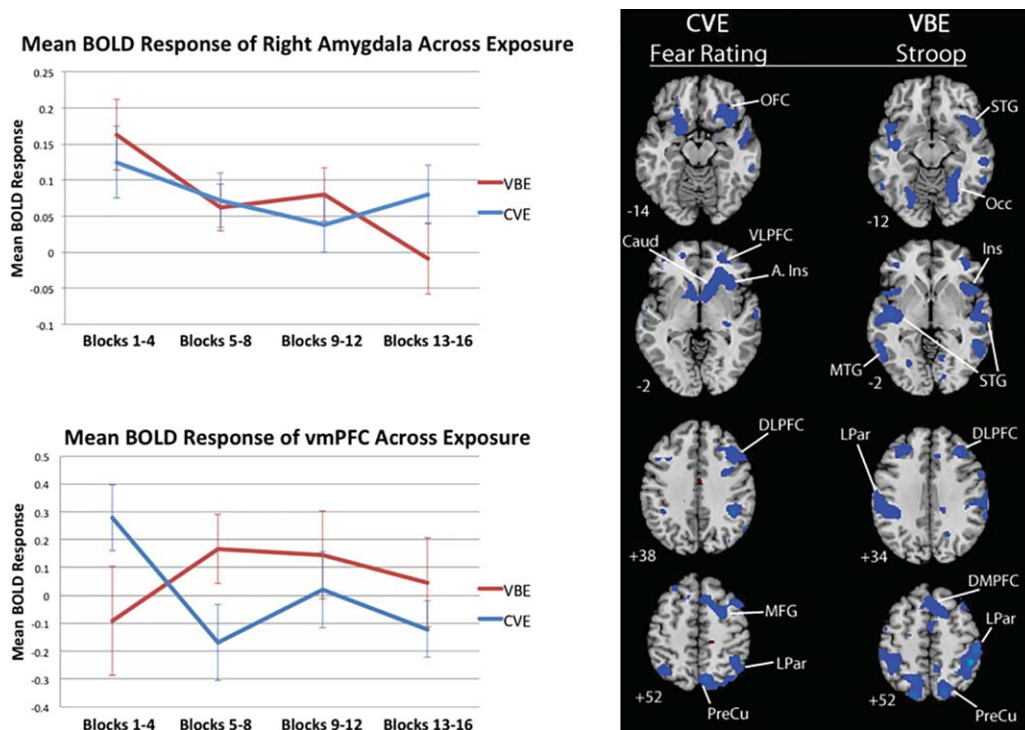 Mean BOLD Response of Right Amygdala Across Exposure
Mean BOLD Response
0.25
0.2
0.15
0.1
0.05
0
-0.05
-0.1
VBE
CVE
Blocks 1-4 Blocks 5-8 Blocks 9-12 Blocks 13-16
Mean BOLD Response of vmPFC Across Exposure
Mean BOLD Response
0.5
0.4
0.3
0.2
0.1
0
-0.1
-0.2
-0.3
-0.4
VBE
CVE
Blocks 1-4 Blocks 5-8 Blocks 9-12 Blocks 13-16
CVE VBE
Fear Rating Stroop
OFC
STG
Occ
-14
-12
Caud
VLPFC
A. Ins
Ins
MTG
STG
-2
-2
DLPFC
LPar
DLPFC
+38
+34
DMPFC
MFG
LPar
LPar
+52
+52
PreCu
PreCu